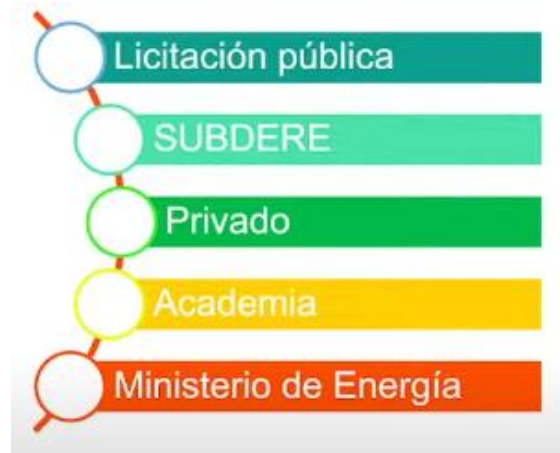 Licitación pública
SUBDERE
Privado
Academia
Ministerio de Energía